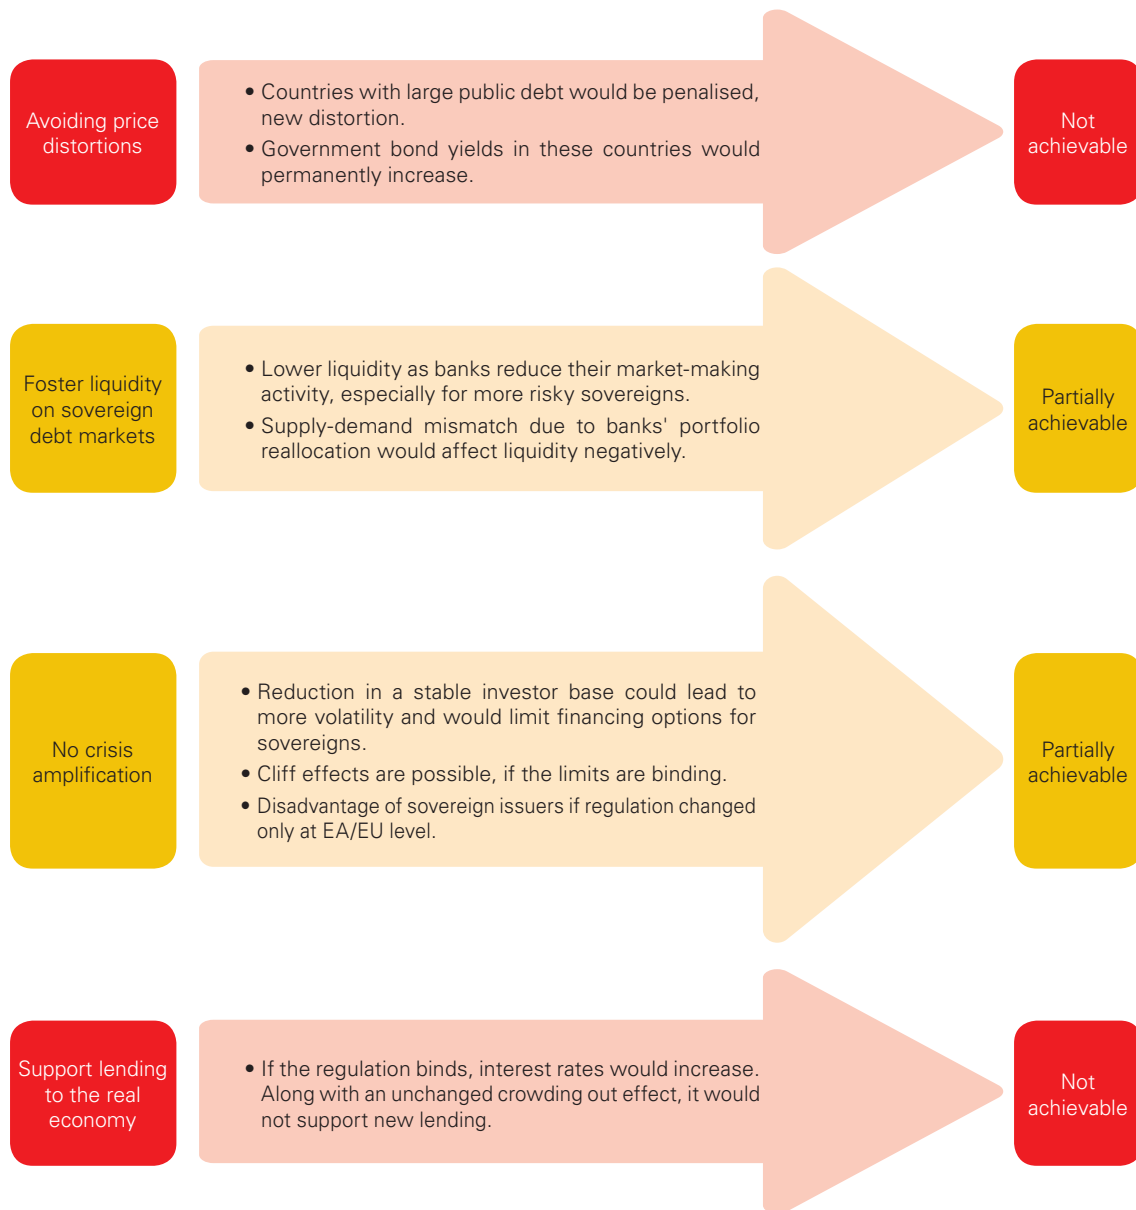 Avoiding price
distortions
• Countries with large public debt would be penalised,
new distortion.
• Government bond yields in these countries would
permanently increase.
Not
achievable
Foster liquidity
on sovereign
debt markets
• Lower liquidity as banks reduce their market-making
activity, especially for more risky sovereigns.
• Supply-demand mismatch due to banks' portfolio
reallocation would affect liquidity negatively.
Partially
achievable
No crisis
amplification
• Reduction in a stable investor base could lead to
more volatility and would limit financing options for
sovereigns.
• Cliff effects are possible, if the limits are binding.
• Disadvantage of sovereign issuers if regulation changed
only at EA/EU level.
Partially
achievable
Support lending
to the real
economy
• If the regulation binds, interest rates would increase.
Along with an unchanged crowding out effect, it would
not support new lending.
Not
achievable